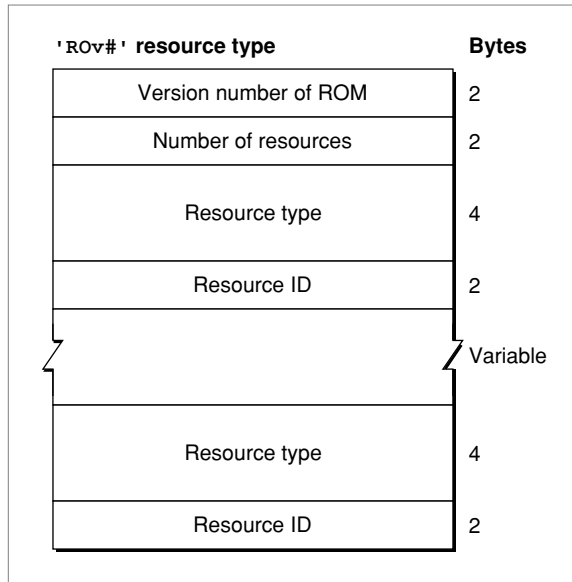 'ROv#' resource type Bytes
Version number of ROM 2
Number of resources 2
Resource type 4
Resource ID 2
Variable
Resource type 4
Resource ID 2